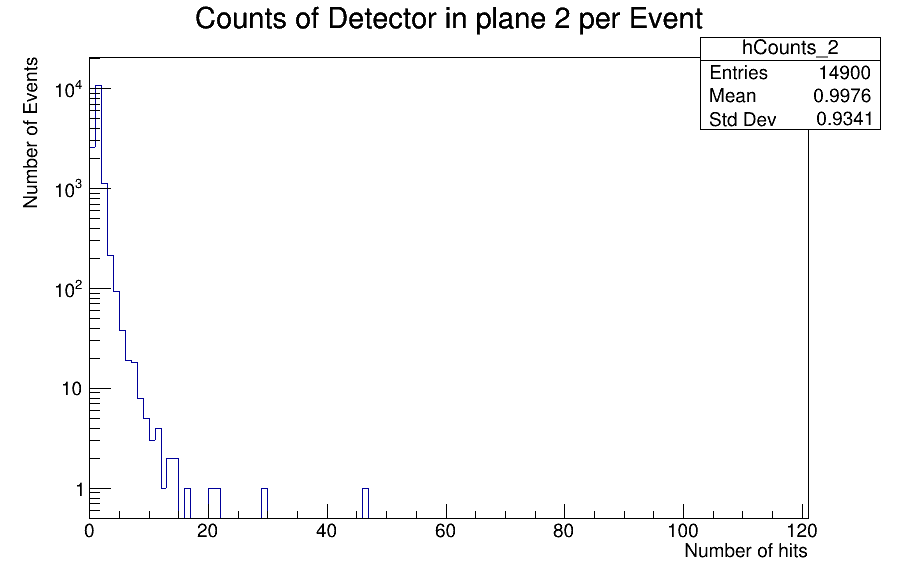 Counts of Detector in plane 2 per Event
hCounts_2
Entries 14900
Mean 0.9976
Std Dev 0.9341
Number of Events
10^4
10^3
10^2
10
1
0 20 40 60 80 100 120
Number of hits